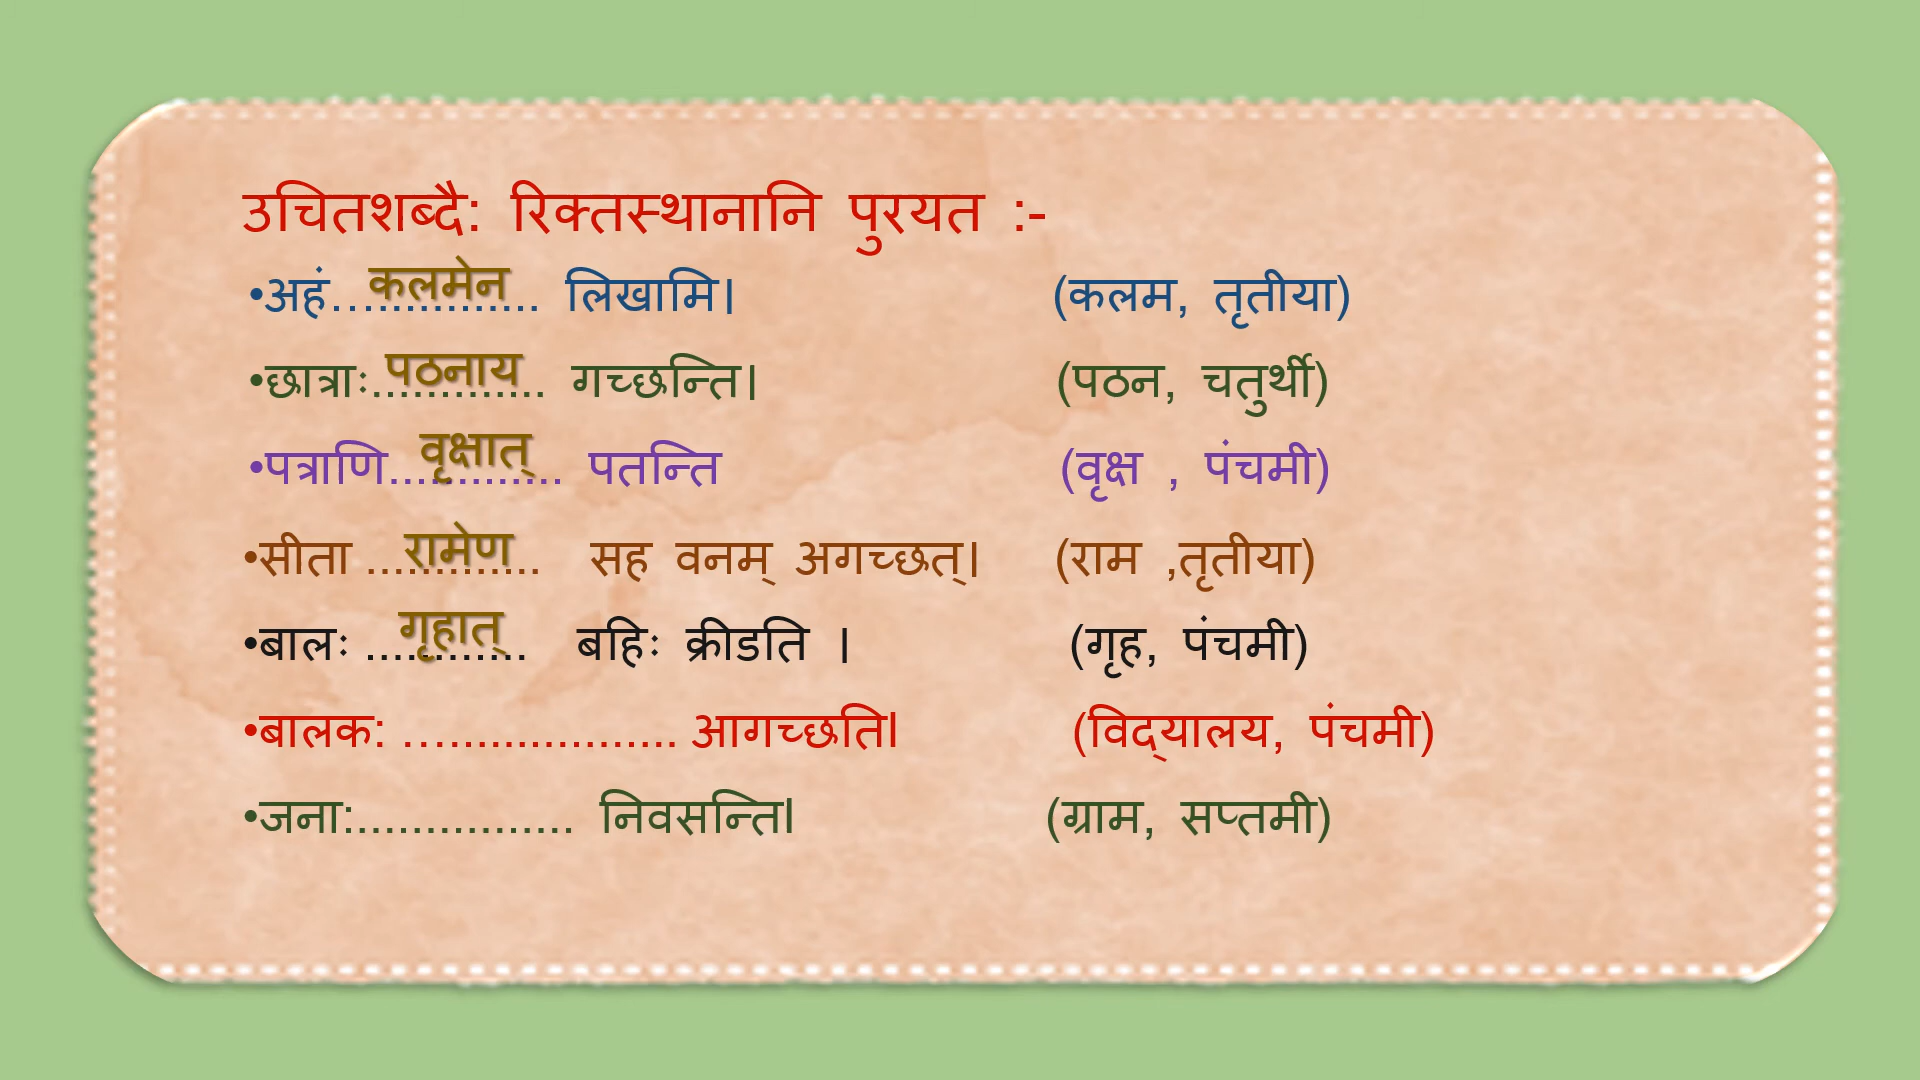 उचितशब्दै: रिक्तस्थानानि पुरयत :-
•अहं….कलमेन............ लिखामि। (कलम, तृतीया)
•छात्राः....पठनाय......... गच्छन्ति। (पठन, चतुर्थी)
•पत्राणि....वृक्षात्......... पतन्ति (वृक्ष , पंचमी)
•सीता ....रामेण......... सह वनम् अगच्छत्। (राम ,तृतीया)
•बालः ....गृहात्........ बहिः क्रीडति । (गृह, पंचमी)
•बालक: …................. आगच्छति। (विद्यालय, पंचमी)
•जना:................ निवसन्ति। (ग्राम, सप्तमी)